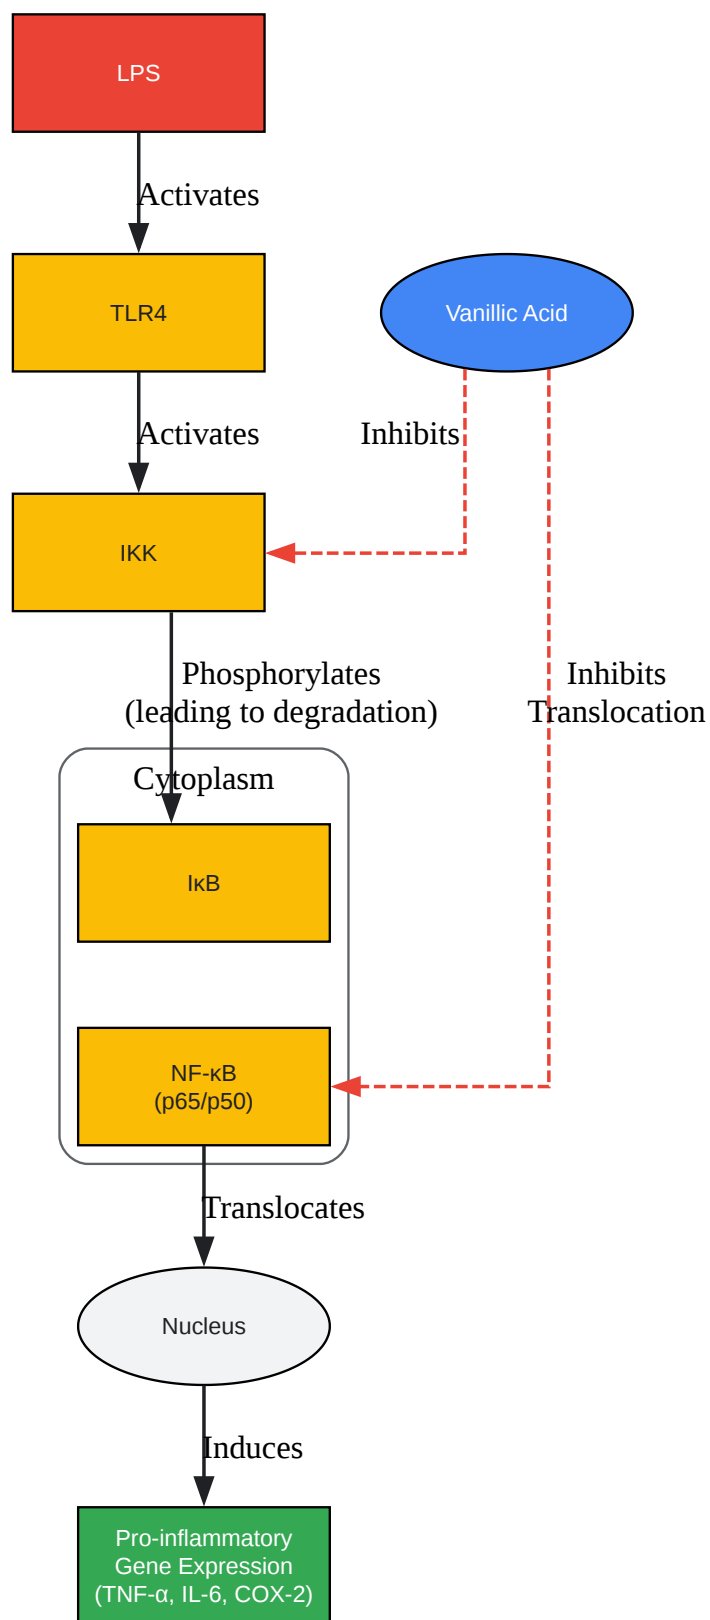 LPS
Activates
TLR4
Vanillic Acid
Activates
Inhibits
IKK
Phosphorylates
(leading to degradation)
Inhibits
Translocation
Cytoplasm
IκB
NF-κB
(p65/p50)
Translocates
Nucleus
Induces
Pro-inflammatory
Gene Expression
(TNF-α, IL-6, COX-2)